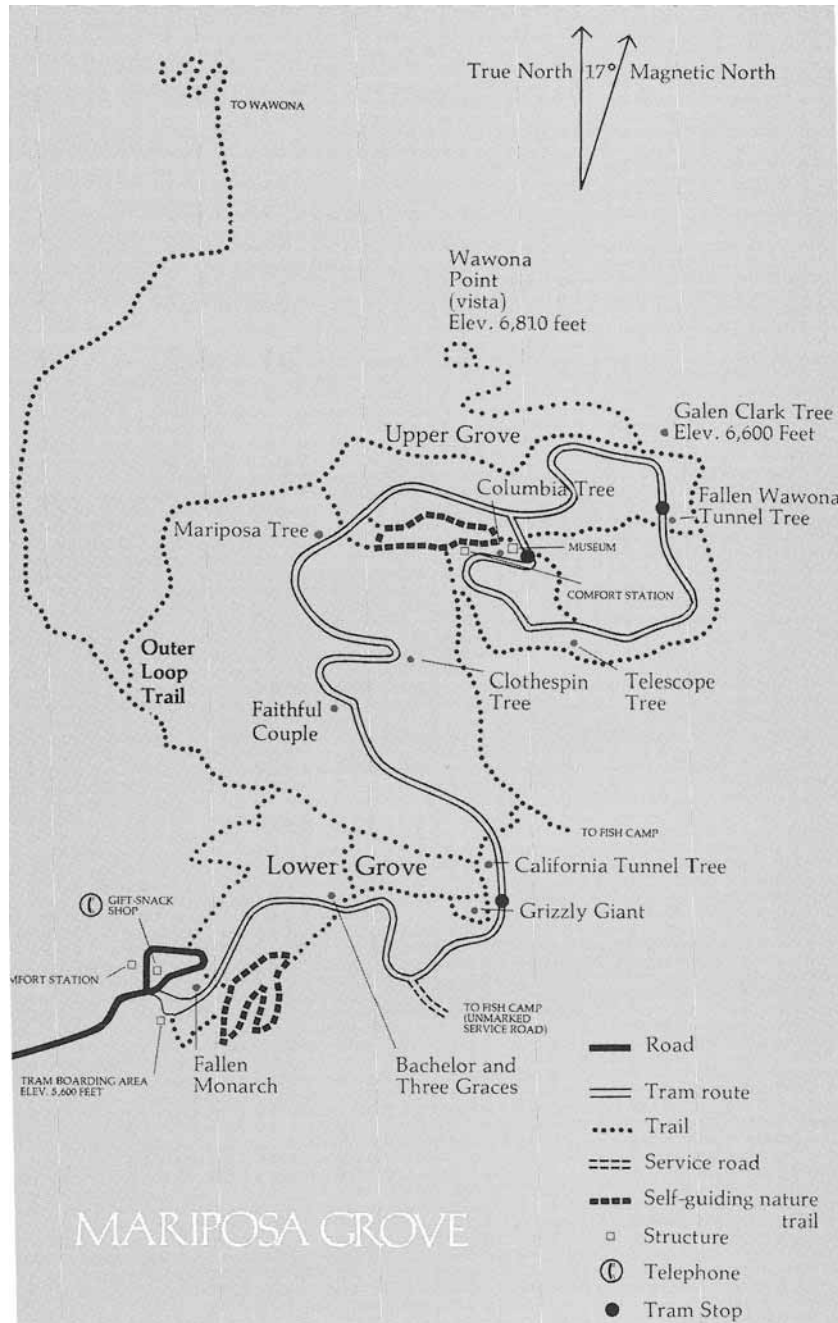 True North 17° Magnetic North
TO WAWONA
Wawona
Point
(vista)
Elev. 6,810 feet
Galen Clark Tree
Elev. 6,600 Feet
Upper Grove
Columbia Tree
Fallen Wawona
Tunnel Tree
Mariposa Tree
MUSEUM
COMFORT STATION
Outer
Loop
Trail
Clothespin
Tree
Telescope
Tree
Faithful
Couple
TO FISH CAMP
Lower Grove
California Tunnel Tree
GIFT-SNACK
SHOP
Grizzly Giant
MFORT STATION
TO FISH CAMP
(UNMARKED
SERVICE ROAD)
TRAM BOARDING AREA
ELEV. 5,600 FEET
Fallen
Monarch
Bachelor and
Three Graces
Road
Tram route
Trail
Service road
Self-guiding nature
trail
Structure
Telephone
Tram Stop
MARIPOSA GROVE